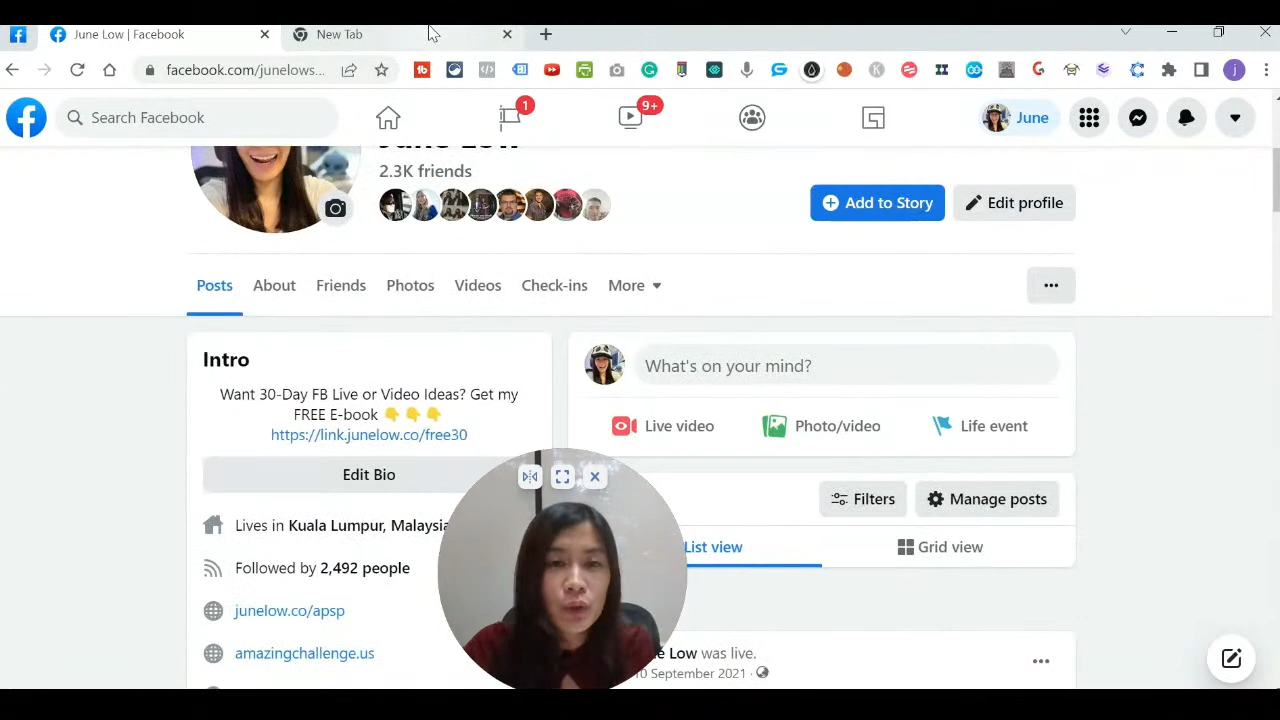 June Low | Facebook
New Tab
facebook.com/junelows...
Search Facebook
1
9+
June
June Low
2.3K friends
Add to Story
Edit profile
Posts
About
Friends
Photos
Videos
Check-ins
More
Intro
Want 30-Day FB Live or Video Ideas? Get my
FREE E-book 👇👇👇
https://link.junelow.co/free30
Edit Bio
Lives in Kuala Lumpur, Malaysia
Followed by 2,492 people
junelow.co/apsp
amazingchallenge.us
What's on your mind?
Live video
Photo/video
Life event
Filters
Manage posts
List view
Grid view
Low was live.
10 September 2021